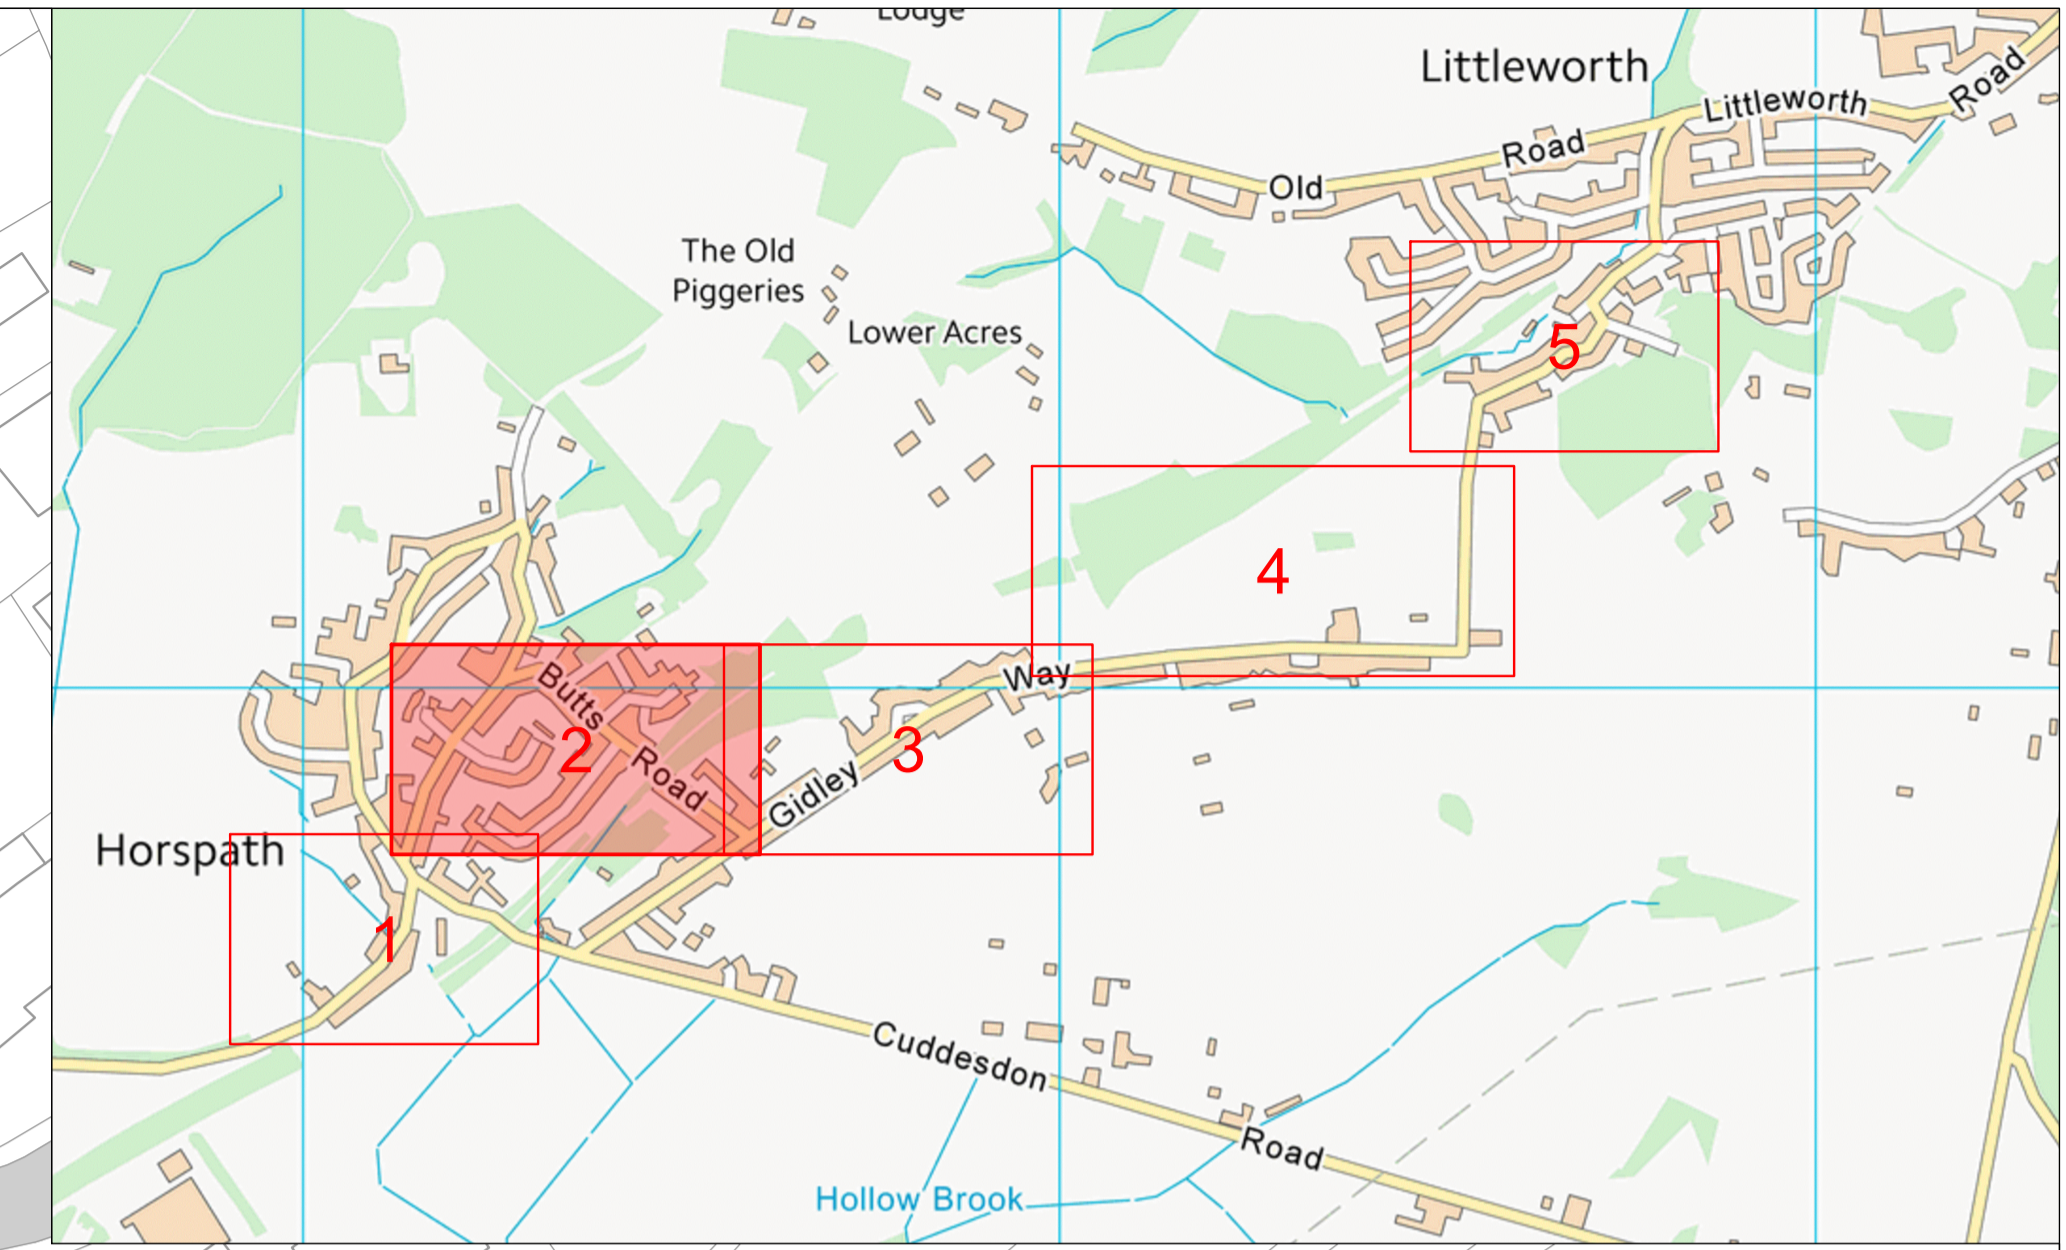 Lodge
Littleworth
Littleworth
Road
Road
Old
The Old
Piggeries
Lower Acres
5
4
Way
Butts
Road
2
3
Gidley
Horspath
1
Cuddesdon
Road
Hollow Brook